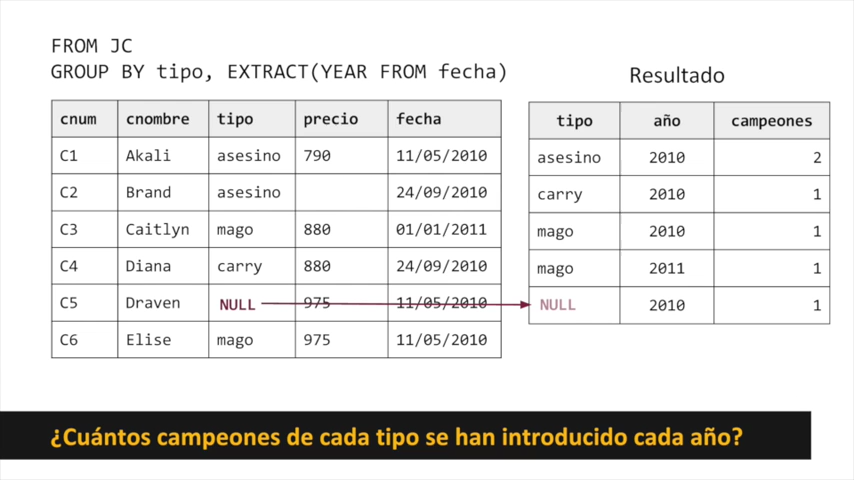 FROM JC
GROUP BY tipo, EXTRACT(YEAR FROM fecha)
Resultado
cnum cnombre tipo precio fecha
C1 Akali asesino 790 11/05/2010
C2 Brand asesino 24/09/2010
C3 Caitlyn mago 880 01/01/2011
C4 Diana carry 880 24/09/2010
C5 Draven NULL 975 11/05/2010
C6 Elise mago 975 11/05/2010
tipo año campeones
asesino 2010 2
carry 2010 1
mago 2010 1
mago 2011 1
NULL 2010 1
¿Cuántos campeones de cada tipo se han introducido cada año?